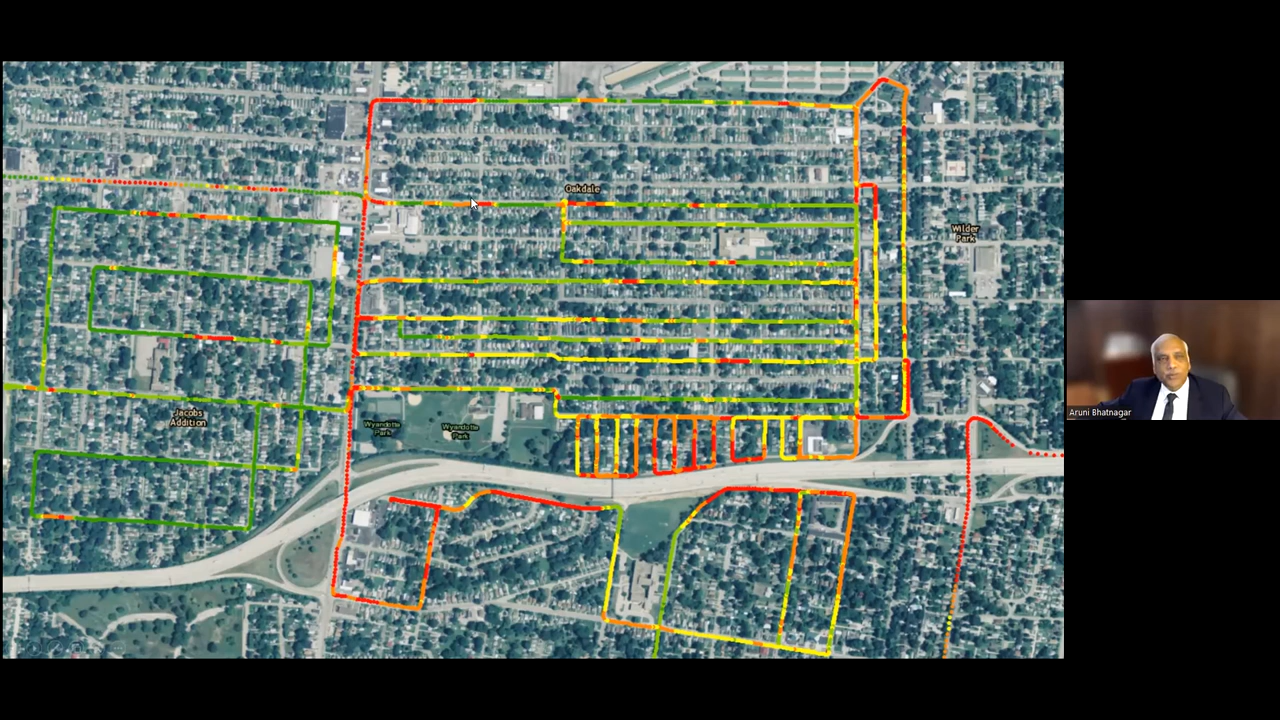 Oakdale
Wilder
Park
Jacobs
Addition
Wyandotte
Park
Wyandotte
Park
Aruni Bhatnagar